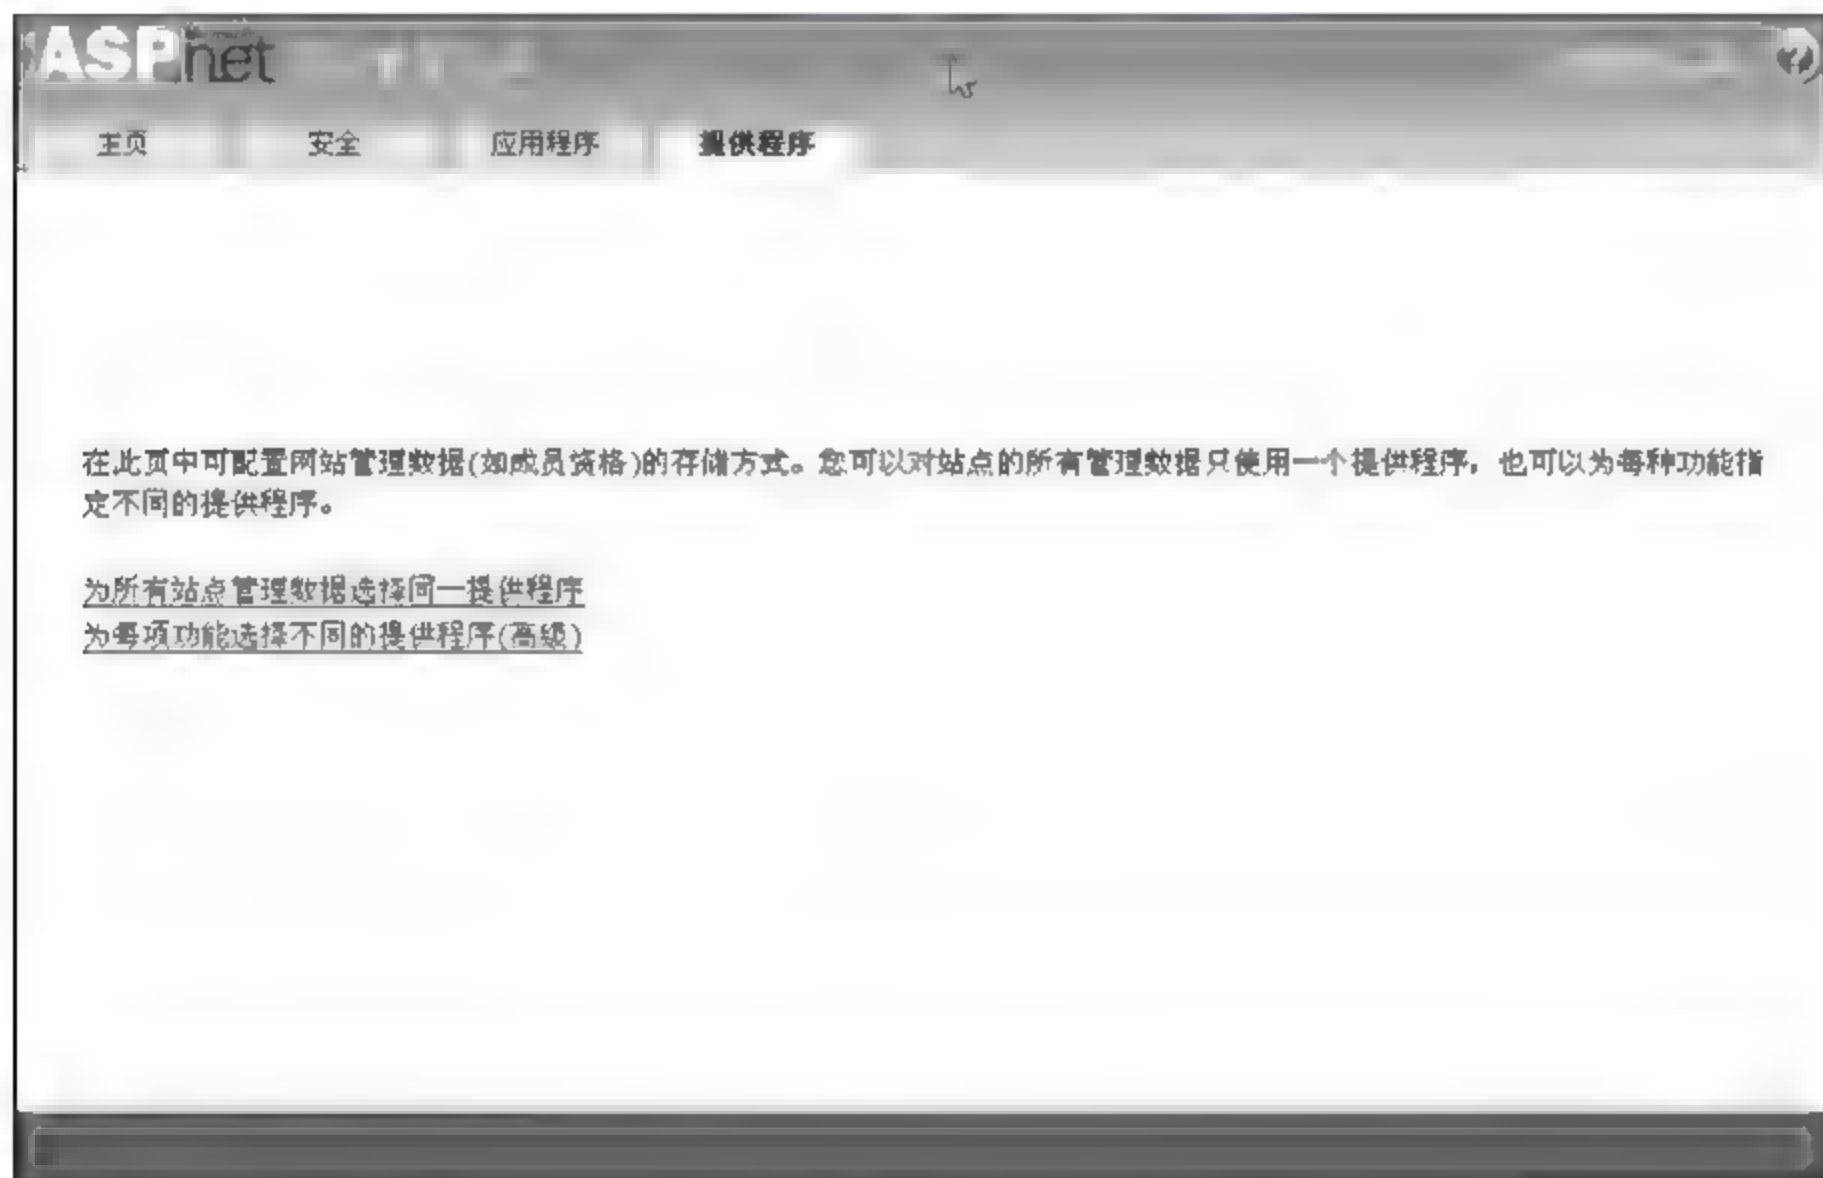 ASP.net
主页 安全 应用程序 提供程序
在此页中可配置网站管理数据(如成员资格)的存储方式。您可以对站点的所有管理数据只使用一个提供程序，也可以为每种功能指
定不同的提供程序。
为所有站点管理数据选择同一提供程序
为每项功能选择不同的提供程序(高级)